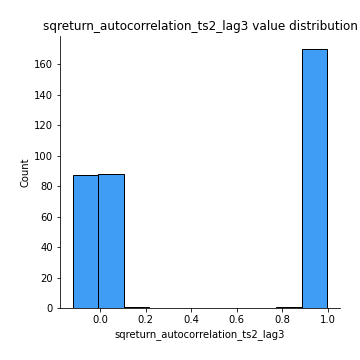 sqreturn_autocorrelation_ts2_lag3 value distribution
160
140
120
100
80
60
40
20
0
Count
0.0 0.2 0.4 0.6 0.8 1.0
sqreturn_autocorrelation_ts2_lag3